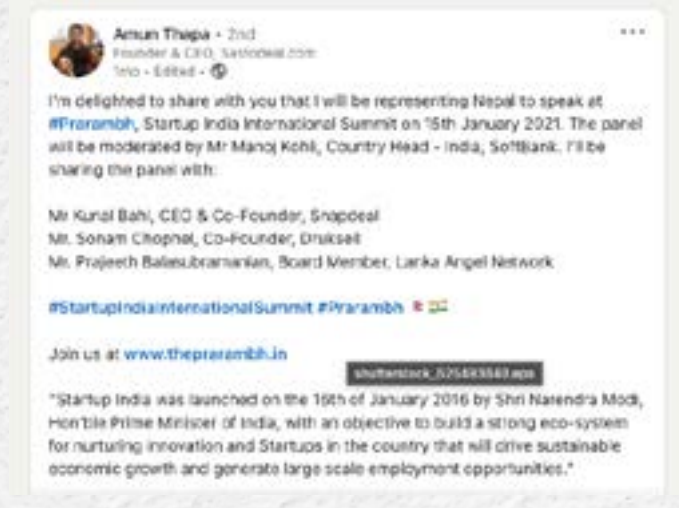 Amun Thapa • 2nd
Founder & CEO, Sastodeal.com
1mo • Edited •
I'm delighted to share with you that I will be representing Nepal to speak at
#Prarambh, Startup India International Summit on 15th January 2021. The panel
will be moderated by Mr Manoj Kohli, Country Head - India, SoftBank. I'll be
sharing the panel with:
Mr Kunal Bahl, CEO & Co-Founder, Snapdeal
Mr. Sonam Chophel, Co-Founder, Druksell
Mr. Prajeeth Balasubramanian, Board Member, Lanka Angel Network
#StartupIndiaInternationalSummit #Prarambh
Join us at www.theprarambh.in
"Startup India was launched on the 16th of January 2016 by Shri Narendra Modi,
Hon'ble Prime Minister of India, with an objective to build a strong eco-system
for nurturing innovation and Startups in the country that will drive sustainable
economic growth and generate large scale employment opportunities."